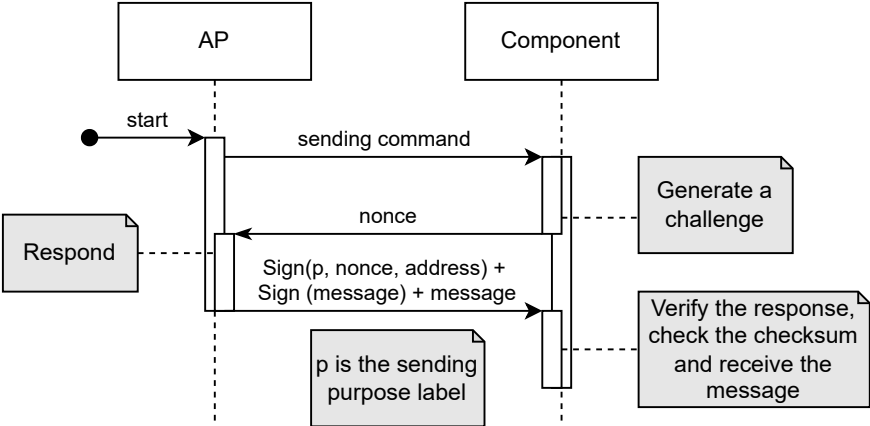 AP
Component
start
sending command
Generate a
challenge
nonce
Respond
Sign(p, nonce, address) +
Sign (message) + message
Verify the response,
check the checksum
and receive the
message
p is the sending
purpose label